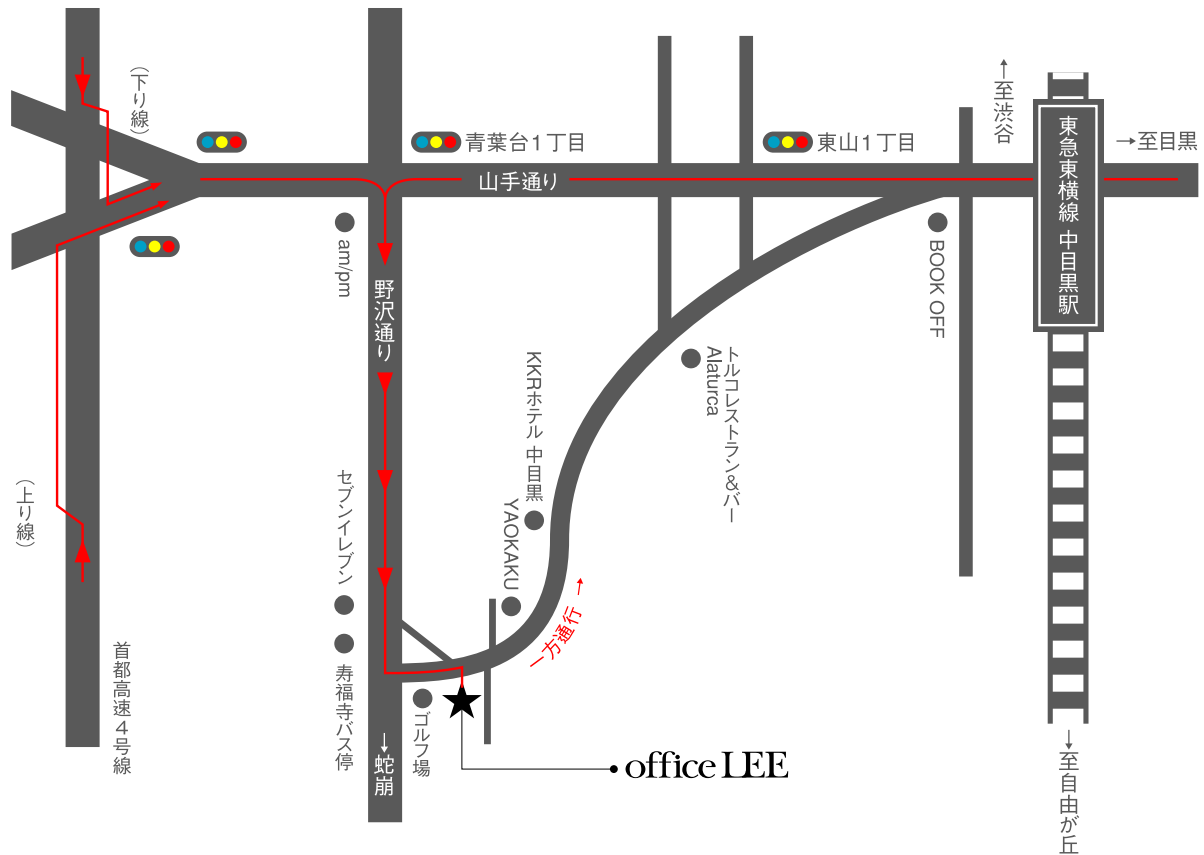 (下り線)
青葉台1丁目
東山1丁目
↑至渋谷
→至目黒
山手通り
東急東横線 中目黒駅
am/pm
BOOK OFF
野沢通り
トルコレストラン&バー
Alaturca
KKRホテル 中目黒
YAOKAKU
セブンイレブン
(上り線)
一方通行 →
首都高速4号線
寿福寺バス停
ゴルフ場
↓蛇崩
office LEE
↓至自由が丘